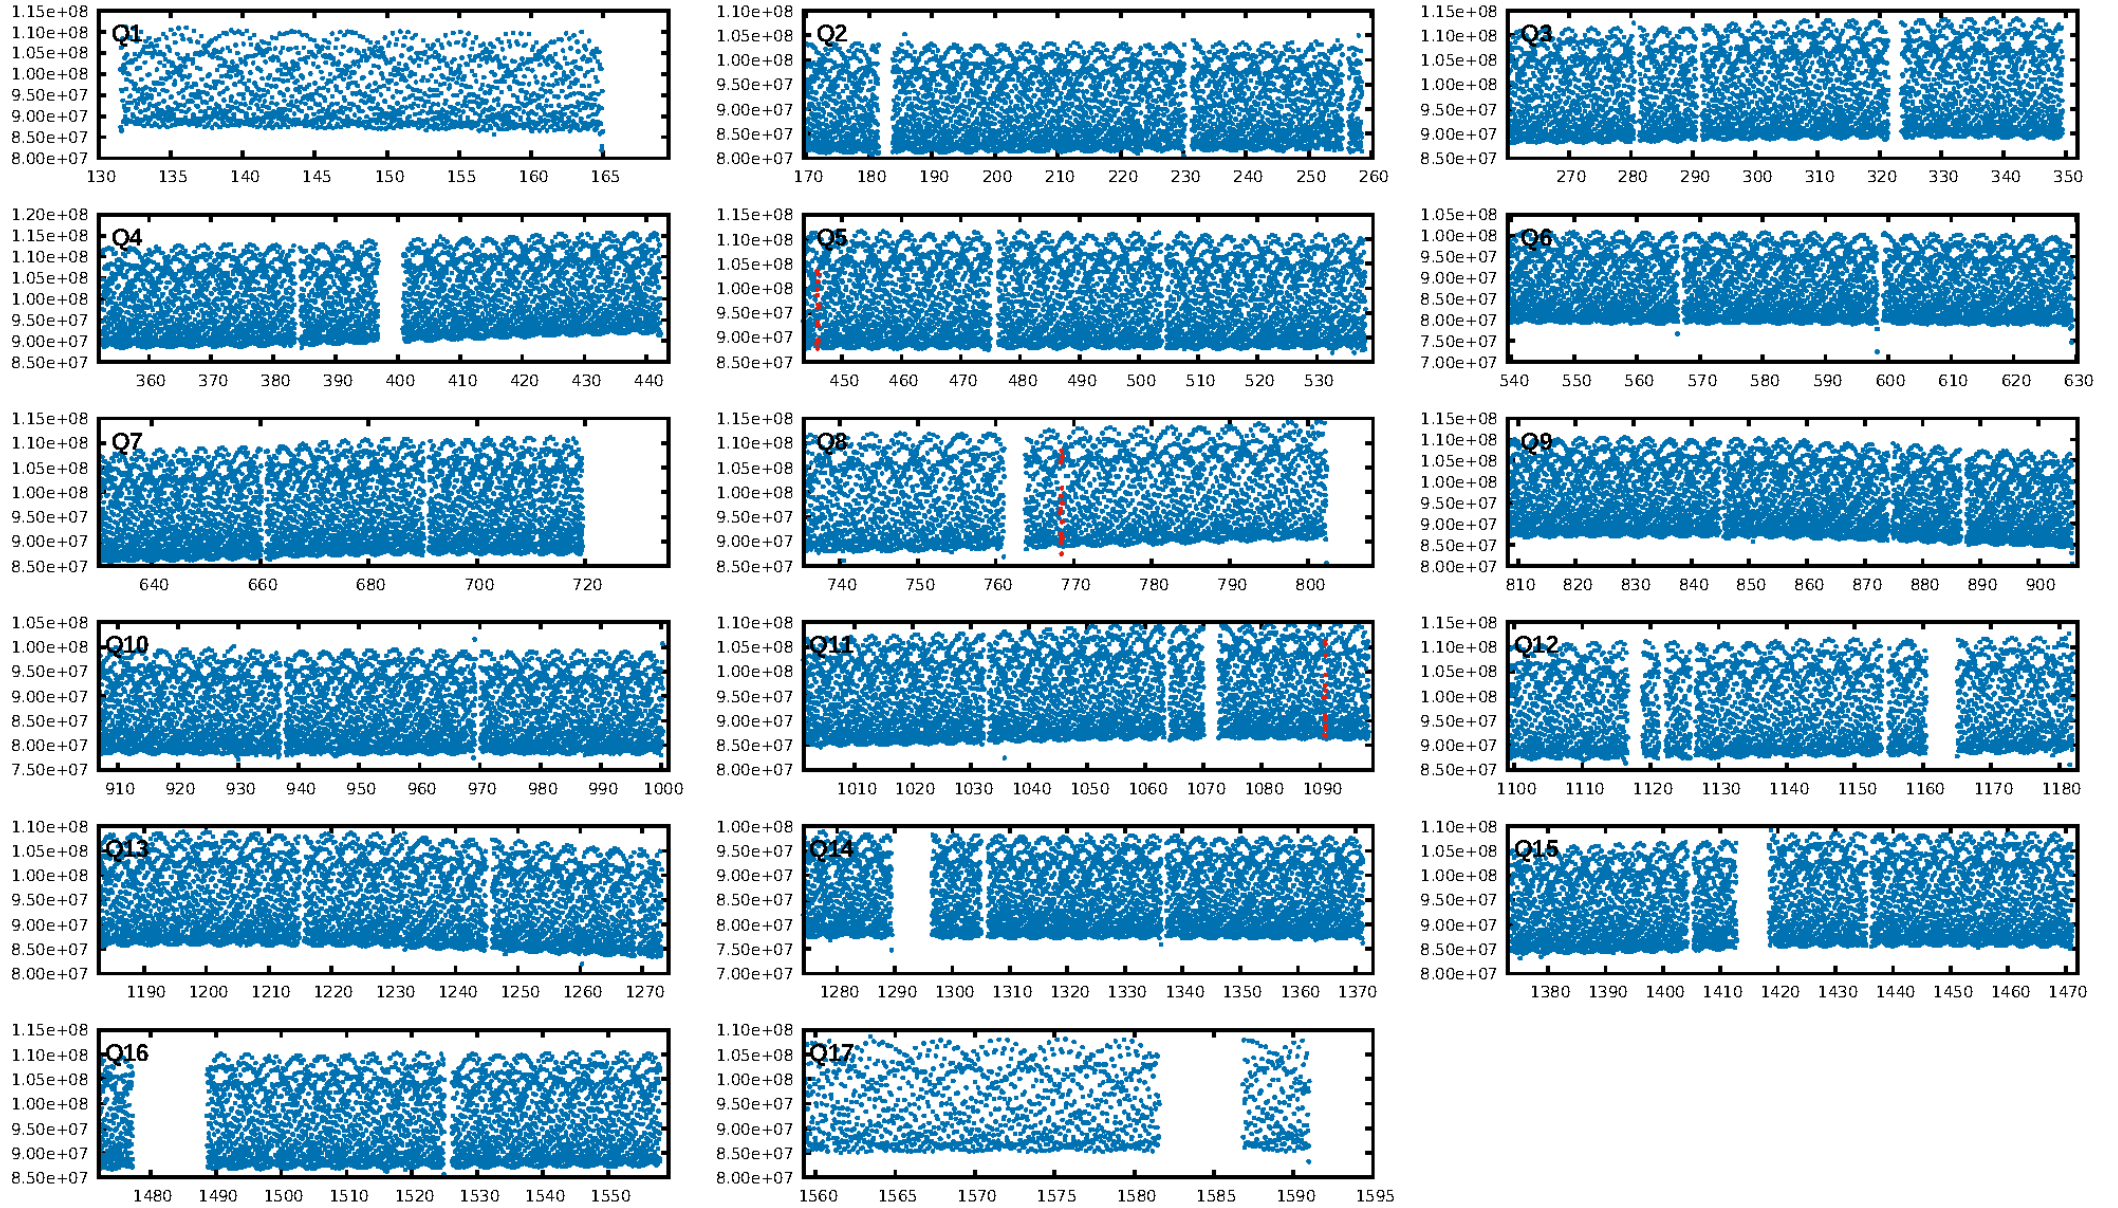 1.15e+08 1.10e+08 1.05e+08 1.00e+08 9.50e+07 9.00e+07 8.50e+07 8.00e+07
Q1
130 135 140 145 150 155 160 165
1.10e+08 1.05e+08 1.00e+08 9.50e+07 9.00e+07 8.50e+07 8.00e+07
Q2
170 180 190 200 210 220 230 240 250 260
1.15e+08 1.10e+08 1.05e+08 1.00e+08 9.50e+07 9.00e+07 8.50e+07
Q3
270 280 290 300 310 320 330 340 350
1.20e+08 1.15e+08 1.10e+08 1.05e+08 1.00e+08 9.50e+07 9.00e+07 8.50e+07
Q4
360 370 380 390 400 410 420 430 440
1.15e+08 1.10e+08 1.05e+08 1.00e+08 9.50e+07 9.00e+07 8.50e+07
Q5
450 460 470 480 490 500 510 520 530
1.05e+08 1.00e+08 9.50e+07 9.00e+07 8.50e+07 8.00e+07 7.50e+07 7.00e+07
Q6
540 550 560 570 580 590 600 610 620 630
1.15e+08 1.10e+08 1.05e+08 1.00e+08 9.50e+07 9.00e+07 8.50e+07
Q7
640 660 680 700 720
1.15e+08 1.10e+08 1.05e+08 1.00e+08 9.50e+07 9.00e+07 8.50e+07
Q8
740 750 760 770 780 790 800
1.15e+08 1.10e+08 1.05e+08 1.00e+08 9.50e+07 9.00e+07 8.50e+07 8.00e+07
Q9
810 820 830 840 850 860 870 880 890 900
1.05e+08 1.00e+08 9.50e+07 9.00e+07 8.50e+07 8.00e+07 7.50e+07
Q10
910 920 930 940 950 960 970 980 990 1000
1.10e+08 1.05e+08 1.00e+08 9.50e+07 9.00e+07 8.50e+07 8.00e+07
Q11
1010 1020 1030 1040 1050 1060 1070 1080 1090
1.15e+08 1.10e+08 1.05e+08 1.00e+08 9.50e+07 9.00e+07 8.50e+07
Q12
1100 1110 1120 1130 1140 1150 1160 1170 1180
1.10e+08 1.05e+08 1.00e+08 9.50e+07 9.00e+07 8.50e+07 8.00e+07
Q13
1190 1200 1210 1220 1230 1240 1250 1260 1270
1.00e+08 9.50e+07 9.00e+07 8.50e+07 8.00e+07 7.50e+07 7.00e+07
Q14
1280 1290 1300 1310 1320 1330 1340 1350 1360 1370
1.10e+08 1.05e+08 1.00e+08 9.50e+07 9.00e+07 8.50e+07 8.00e+07
Q15
1380 1390 1400 1410 1420 1430 1440 1450 1460 1470
1.15e+08 1.10e+08 1.05e+08 1.00e+08 9.50e+07 9.00e+07 8.50e+07
Q16
1480 1490 1500 1510 1520 1530 1540 1550
1.10e+08 1.05e+08 1.00e+08 9.50e+07 9.00e+07 8.50e+07 8.00e+07
Q17
1560 1565 1570 1575 1580 1585 1590 1595